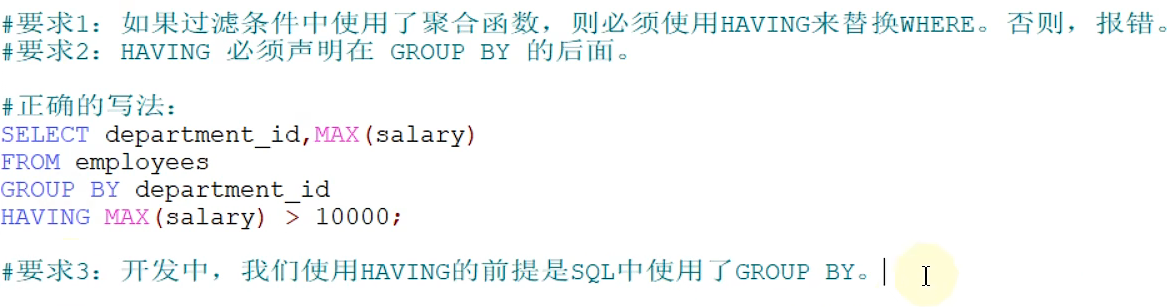 #要求1：如果过滤条件中使用了聚合函数，则必须使用HAVING来替换WHERE。否则，报错。
#要求2：HAVING 必须声明在 GROUP BY 的后面。
#正确的写法：
SELECT department_id,MAX(salary)
FROM employees
GROUP BY department_id
HAVING MAX(salary) > 10000;
#要求3：开发中，我们使用HAVING的前提是SQL中使用了GROUP BY。